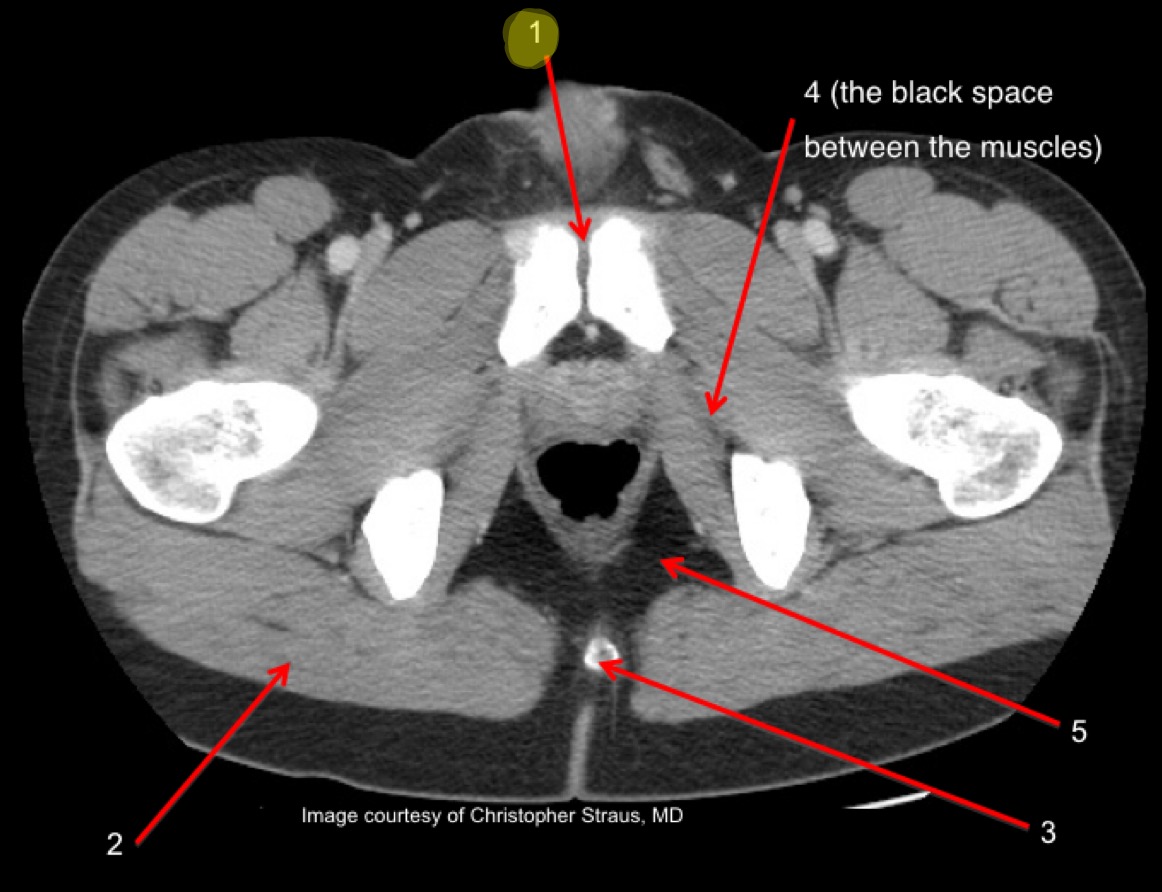 1
4 (the black space
between the muscles)
5
Image courtesy of Christopher Straus, MD
2
3